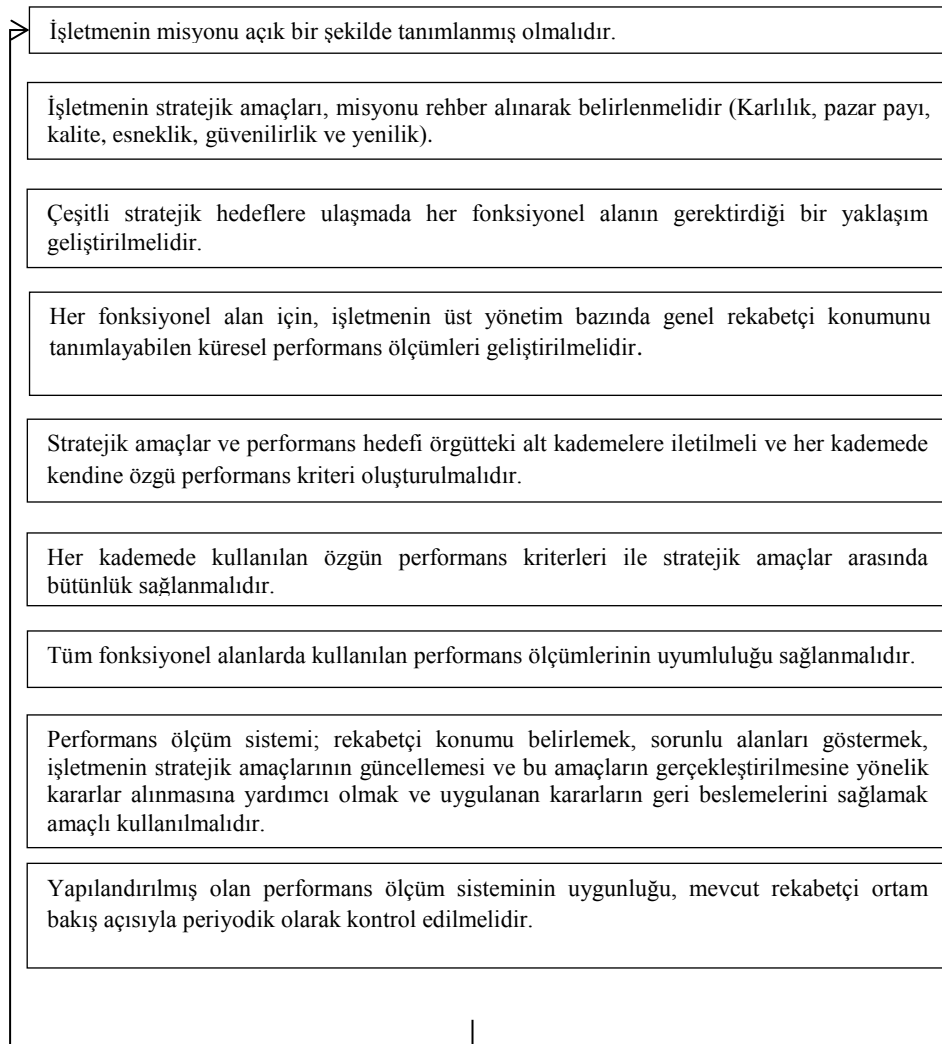 İşletmenin misyonu açık bir şekilde tanımlanmış olmalıdır.
İşletmenin stratejik amaçları, misyonu rehber alınarak belirlenmelidir (Karlılık, pazar payı,
kalite, esneklik, güvenilirlik ve yenilik).
Çeşitli stratejik hedeflere ulaşmada her fonksiyonel alanın gerektirdiği bir yaklaşım
geliştirilmelidir.
Her fonksiyonel alan için, işletmenin üst yönetim bazında genel rekabetçi konumunu
tanımlayabilen küresel performans ölçümleri geliştirilmelidir.
Stratejik amaçlar ve performans hedefi örgütteki alt kademelere iletilmeli ve her kademede
kendine özgü performans kriteri oluşturulmalıdır.
Her kademede kullanılan özgün performans kriterleri ile stratejik amaçlar arasında
bütünlük sağlanmalıdır.
Tüm fonksiyonel alanlarda kullanılan performans ölçümlerinin uyumluluğu sağlanmalıdır.
Performans ölçüm sistemi; rekabetçi konumu belirlemek, sorunlu alanları göstermek,
işletmenin stratejik amaçlarının güncellemesi ve bu amaçların gerçekleştirilmesine yönelik
kararlar alınmasına yardımcı olmak ve uygulanan kararların geri beslemelerini sağlamak
amaçlı kullanılmalıdır.
Yapılandırılmış olan performans ölçüm sisteminin uygunluğu, mevcut rekabetçi ortam
bakış açısıyla periyodik olarak kontrol edilmelidir.